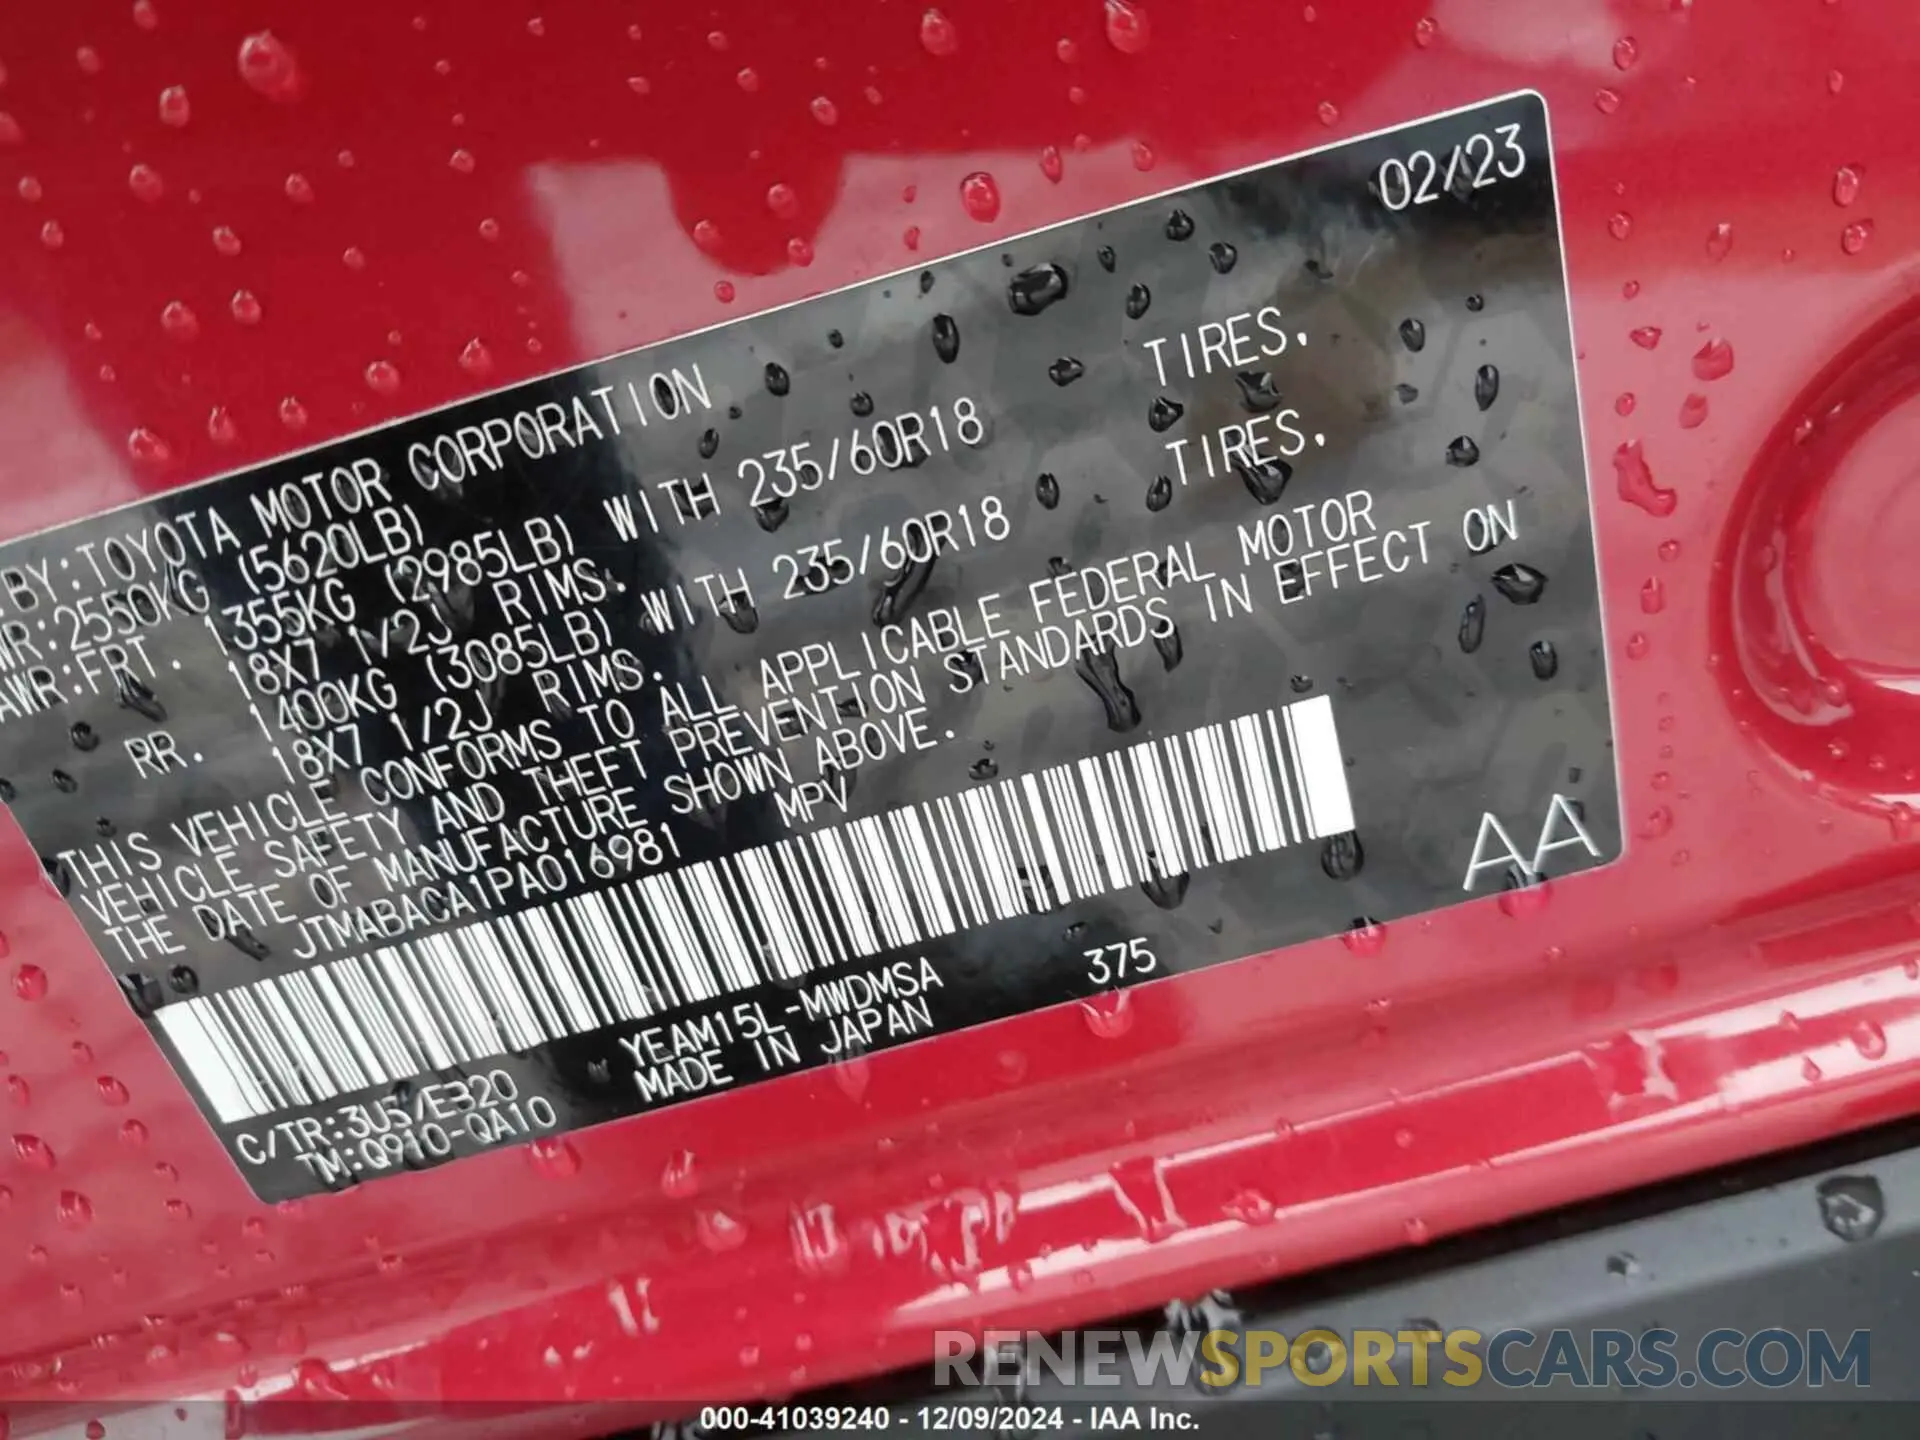 02/23
.BY:TOYOTA MOTOR CORPORATION
WR:2550KG (5620LB)
AWR:FRT. 1355KG (2985LB) WITH 235/60R18 TIRES.
18X7 1/2J RIMS.
RR. 1400KG (3085LB) WITH 235/60R18 TIRES.
18X7 1/2J RIMS.
THIS VEHICLE CONFORMS TO ALL APPLICABLE FEDERAL MOTOR
VEHICLE SAFETY AND THEFT PREVENTION STANDARDS IN EFFECT ON
THE DATE OF MANUFACTURE SHOWN ABOVE.
JTMABACA1PA016981 MPV
AA
YEAM15L-MWDMSA 375
MADE IN JAPAN
C/TR:3U5/EB20
TM:Q910-QA10
RENEWSPORTSCARS.COM
000-41039240 - 12/09/2024 - IAA Inc.